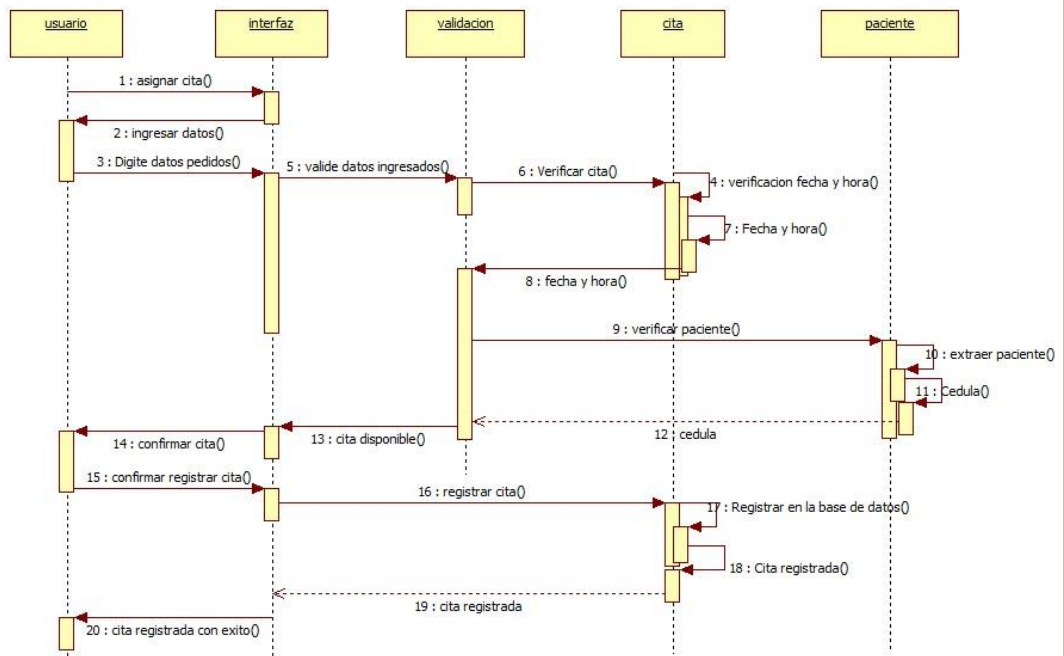 usuario
interfaz
validacion
cita
paciente
1 : asignar cita()
2 : ingresar datos()
3 : Digite datos pedidos()
5 : valide datos ingresados()
6 : Verificar cita()
4 : verificacion fecha y hora()
7 : Fecha y hora()
8 : fecha y hora()
9 : verificar paciente()
10 : extraer paciente()
11 : Cedula()
12 : cedula
13 : cita disponible()
14 : confirmar cita()
15 : confirmar registrar cita()
16 : registrar cita()
17 : Registrar en la base de datos()
18 : Cita registrada()
19 : cita registrada
20 : cita registrada con exito()